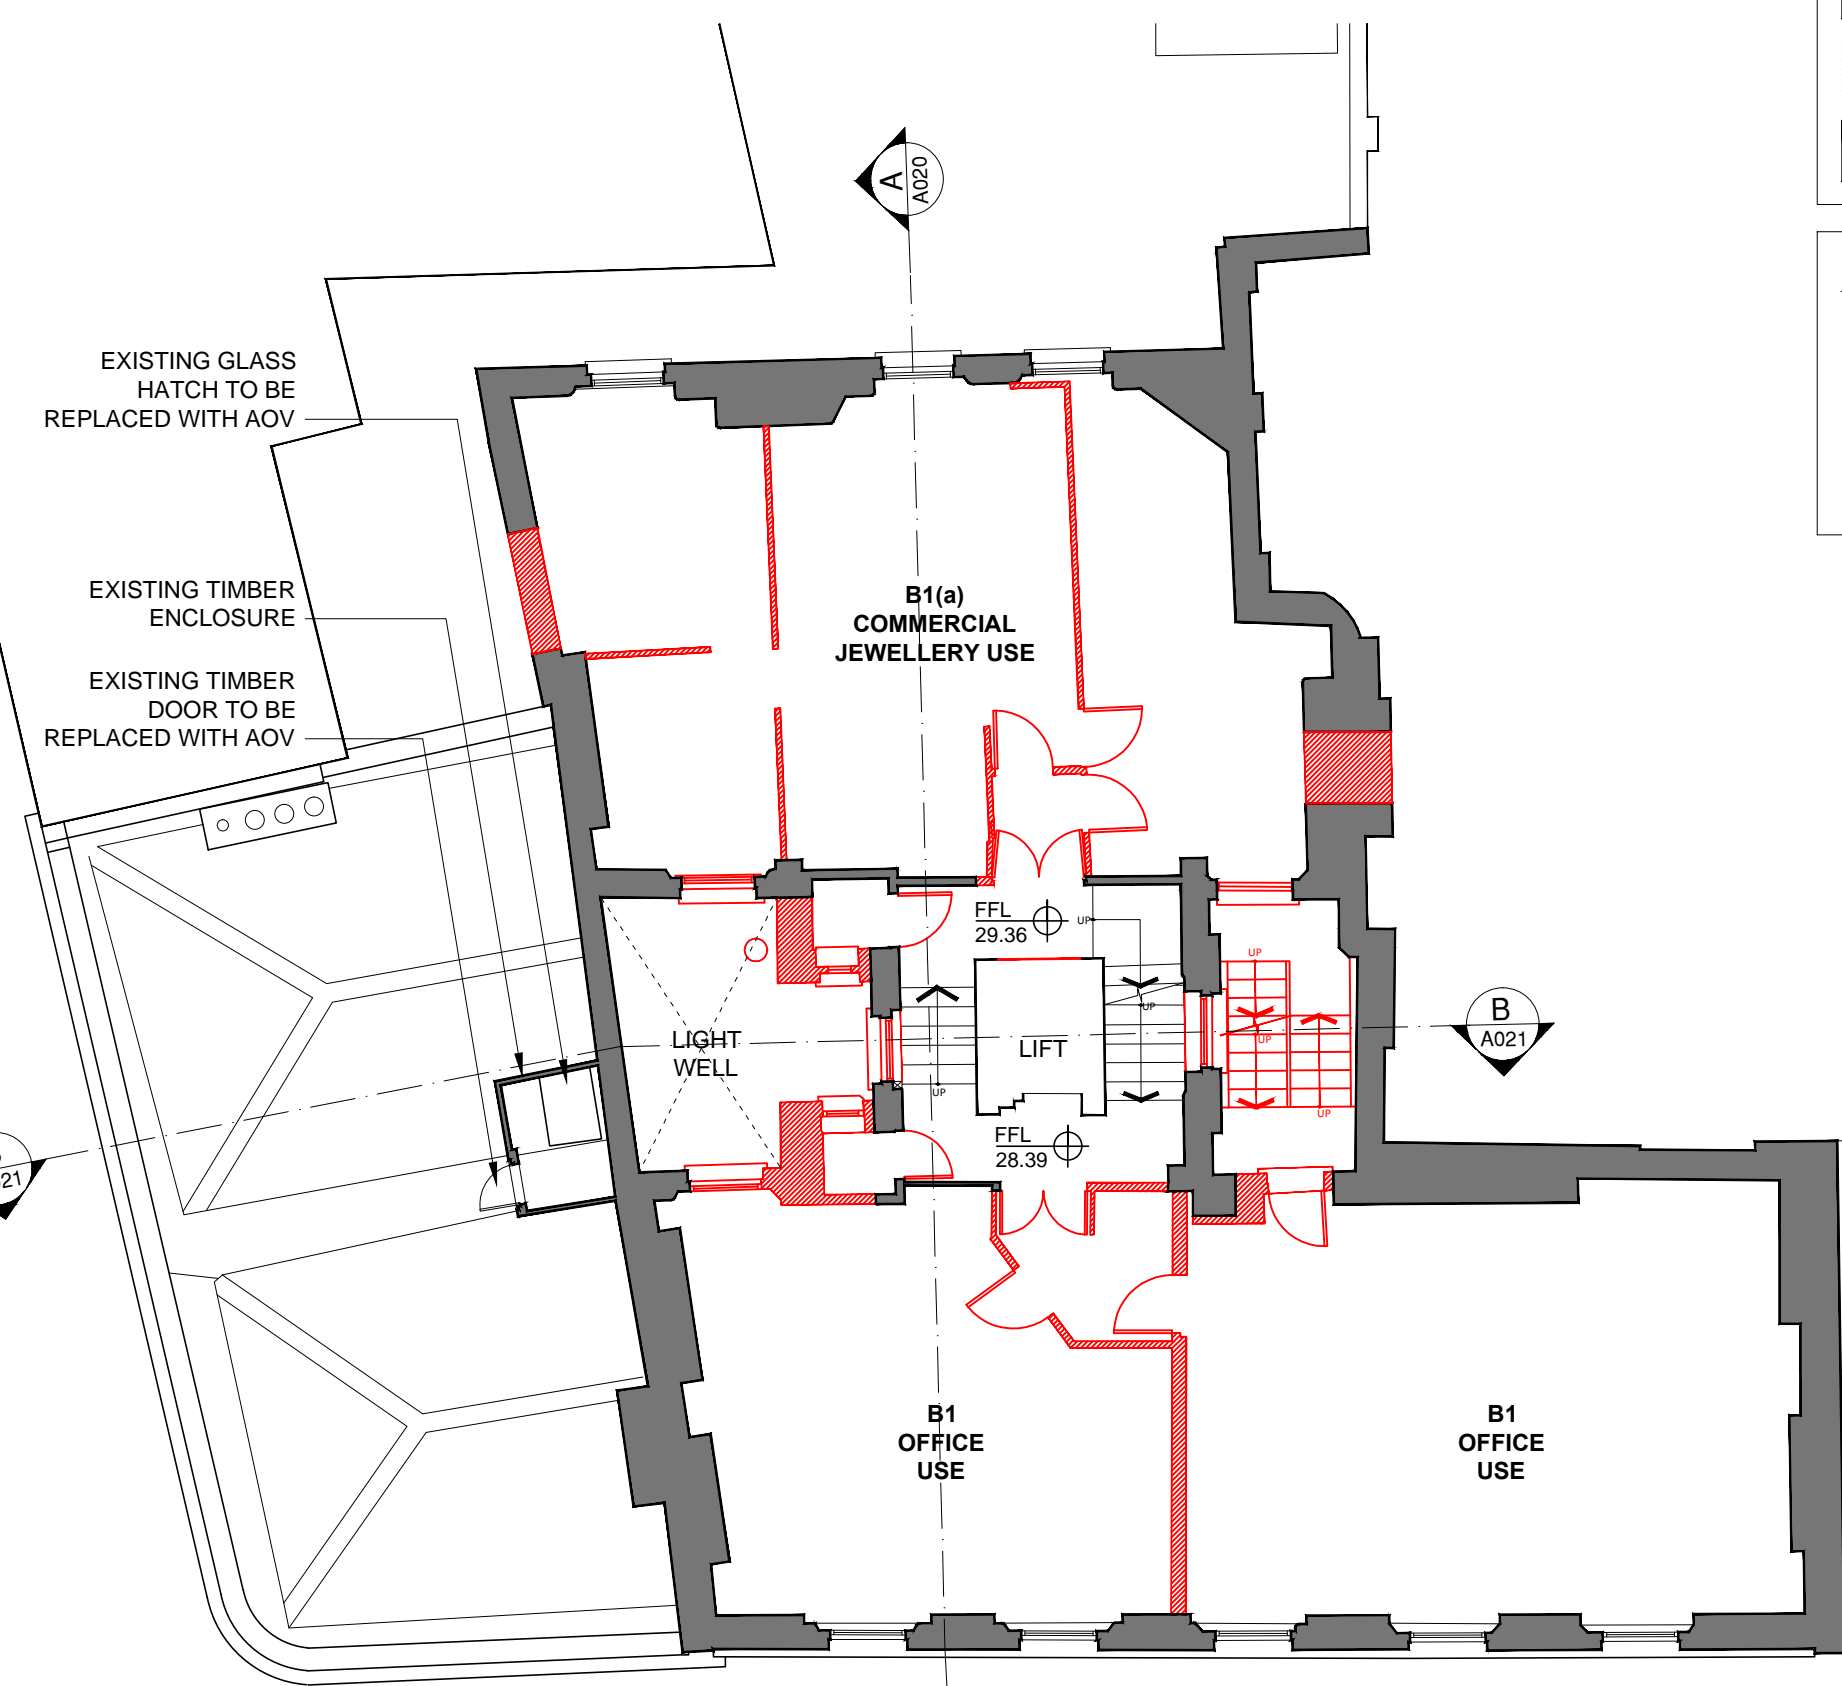 A
A020
EXISTING GLASS
HATCH TO BE
REPLACED WITH AOV
EXISTING TIMBER
ENCLOSURE
EXISTING TIMBER
DOOR TO BE
REPLACED WITH AOV
B1(a)
COMMERCIAL
JEWELLERY USE
FFL
29.36
UP
UP
UP
UP
UP
UP
LIGHT
WELL
LIFT
B
A021
FFL
28.39
21
B1
OFFICE
USE
B1
OFFICE
USE